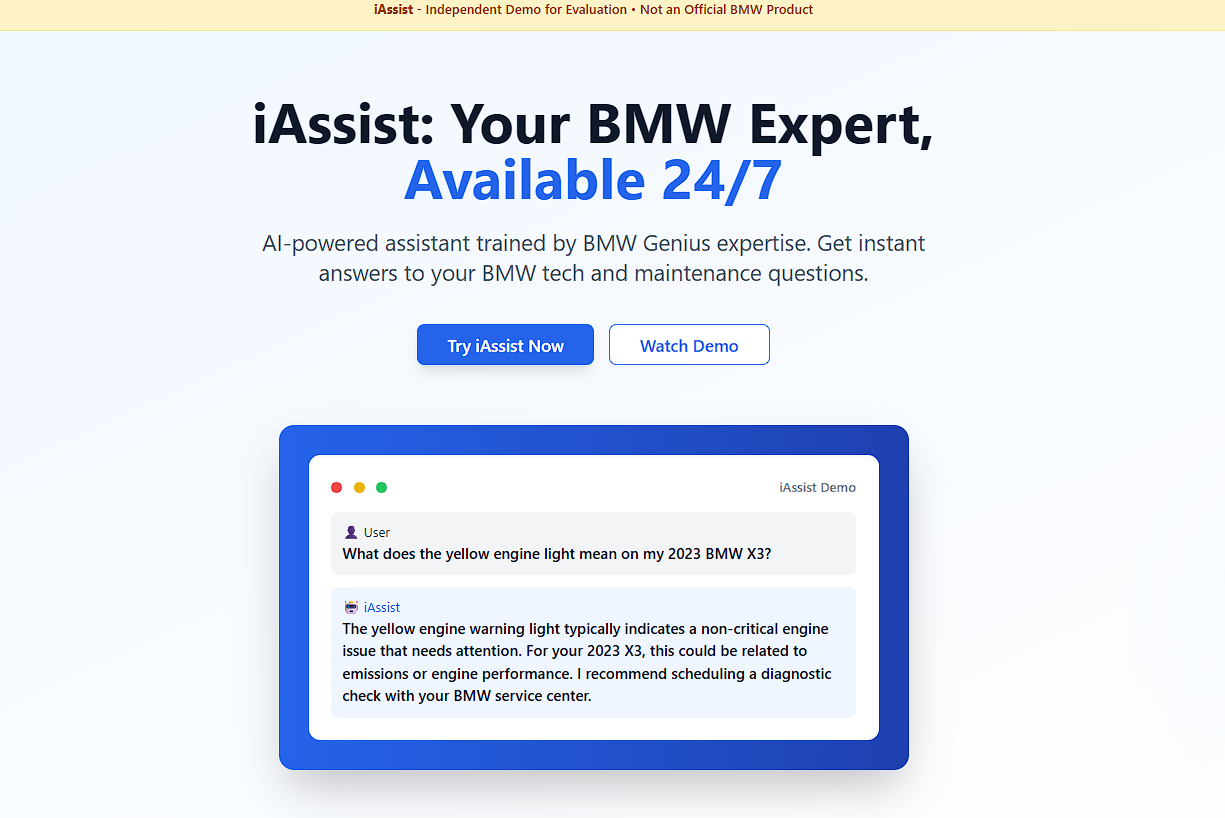 iAssist - Independent Demo for Evaluation • Not an Official BMW Product
iAssist: Your BMW Expert,
Available 24/7
AI-powered assistant trained by BMW Genius expertise. Get instant
answers to your BMW tech and maintenance questions.
Try iAssist Now
Watch Demo
iAssist Demo
User
What does the yellow engine light mean on my 2023 BMW X3?
iAssist
The yellow engine warning light typically indicates a non-critical engine
issue that needs attention. For your 2023 X3, this could be related to
emissions or engine performance. I recommend scheduling a diagnostic
check with your BMW service center.